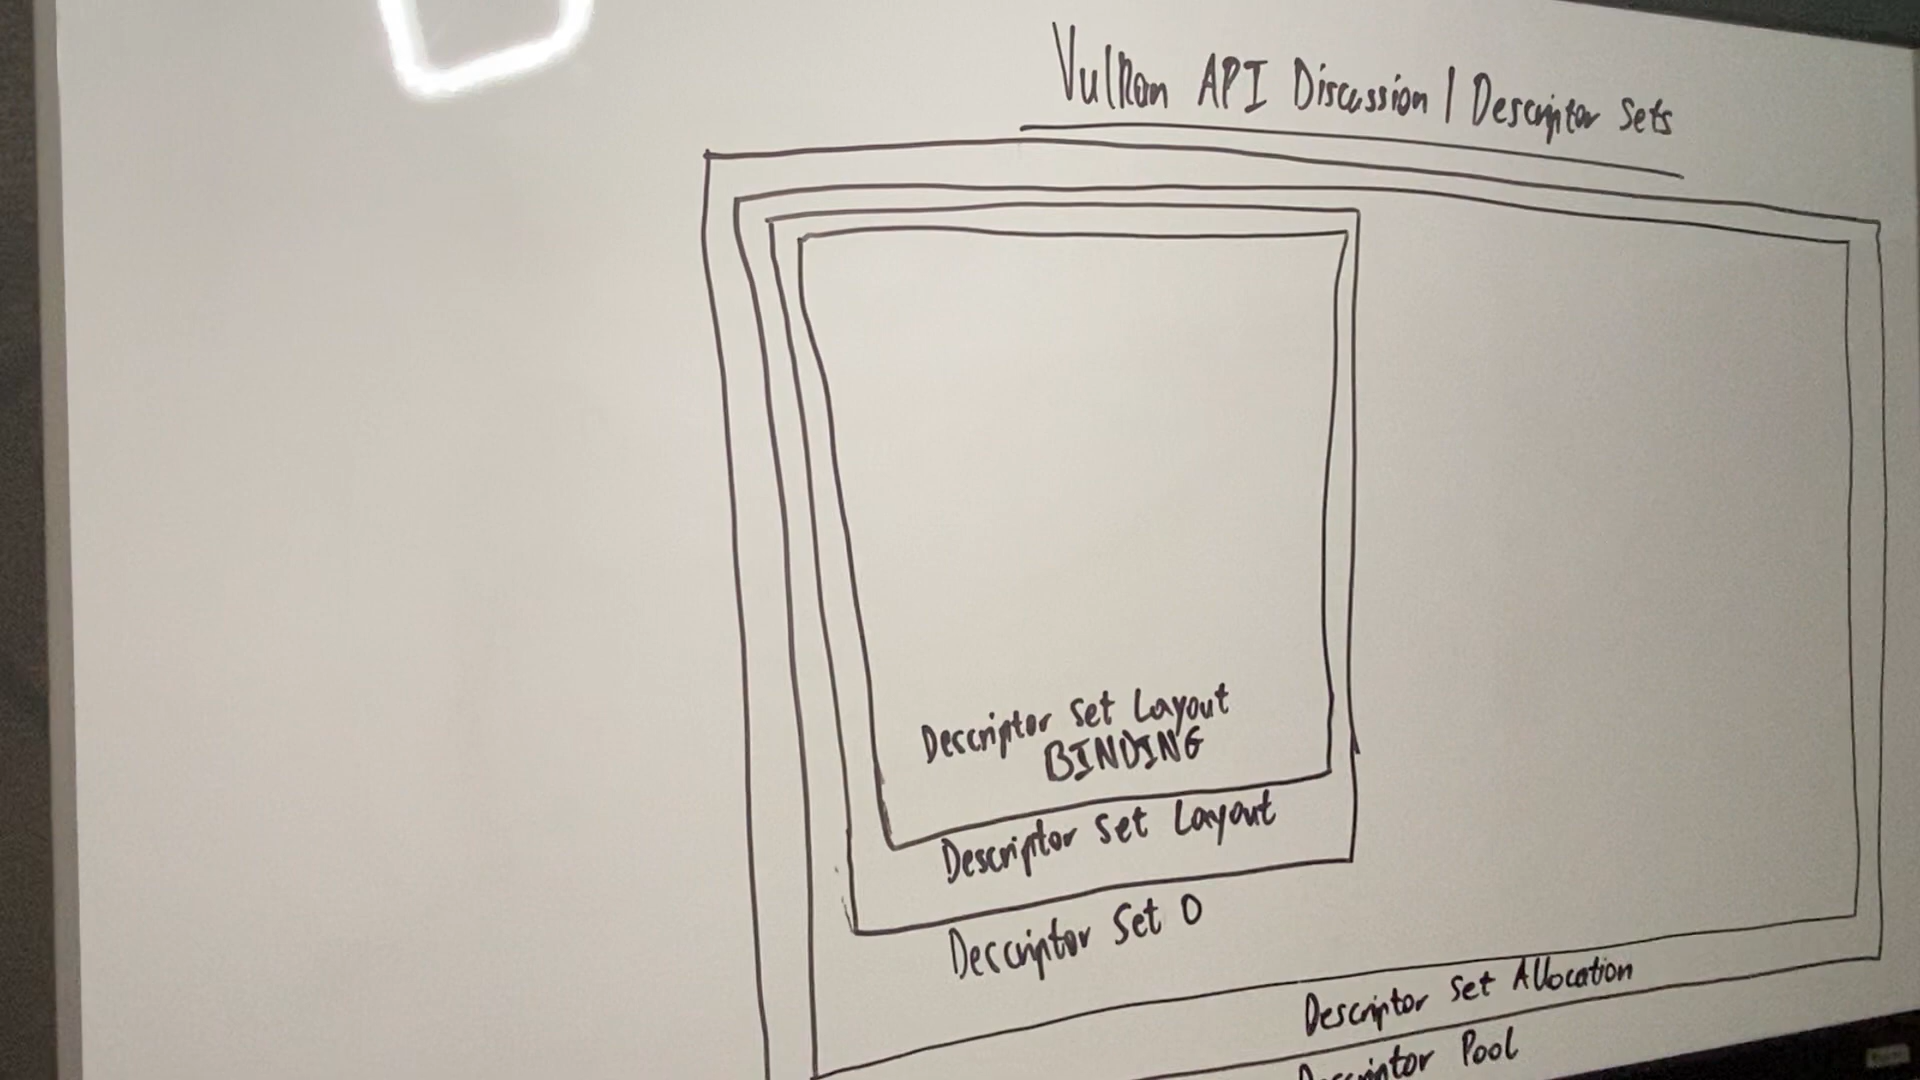 Vulkan API Discussion | Descriptor Sets
Descriptor Set Layout
BINDING
Descriptor Set Layout
Descriptor Set 0
Descriptor Set Allocation
Descriptor Pool